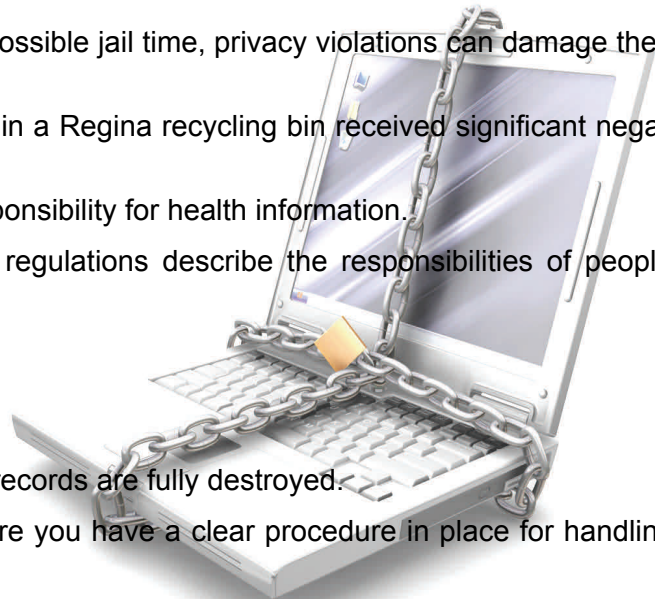 ossible jail time, privacy violations can damage the
in a Regina recycling bin received significant nega
ponsibility for health information.
regulations describe the responsibilities of peopl
records are fully destroyed.
re you have a clear procedure in place for handlin